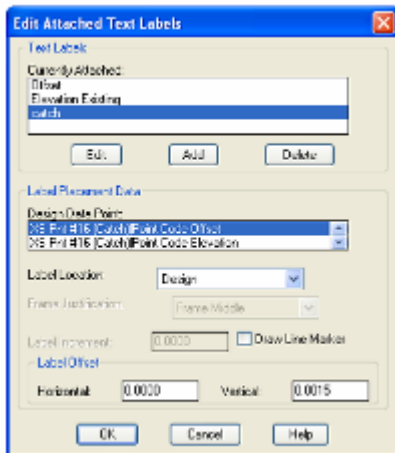 Edit Attached Text Labels
Text Labels
Currently Attached:
Offset
Elevation Existing
catch
Edit Add Delete
Label Placement Data
Design Data Point:
XS Pnt #16 (Catch)Point Code Offset
XS Pnt #16 (Catch)Point Code Elevation
Label Location: Design
Frame Justification: Frame Middle
Label Increment: 0.0000 Draw Line Marker
Label Offset
Horizontal: 0.0000 Vertical: 0.0015
OK Cancel Help